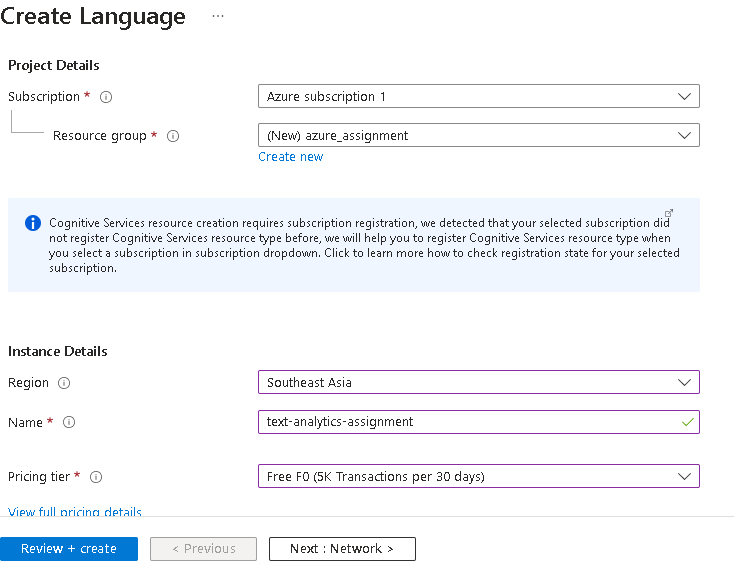 Create Language ...
Project Details
Subscription *
Azure subscription 1
Resource group *
(New) azure_assignment
Create new
Cognitive Services resource creation requires subscription registration, we detected that your selected subscription did
not register Cognitive Services resource type before, we will help you to register Cognitive Services resource type when
you select a subscription in subscription dropdown. Click to learn more how to check registration state for your selected
subscription.
Instance Details
Region
Southeast Asia
Name *
text-analytics-assignment
Pricing tier *
Free F0 (5K Transactions per 30 days)
View full pricing details
Review + create
< Previous
Next : Network >